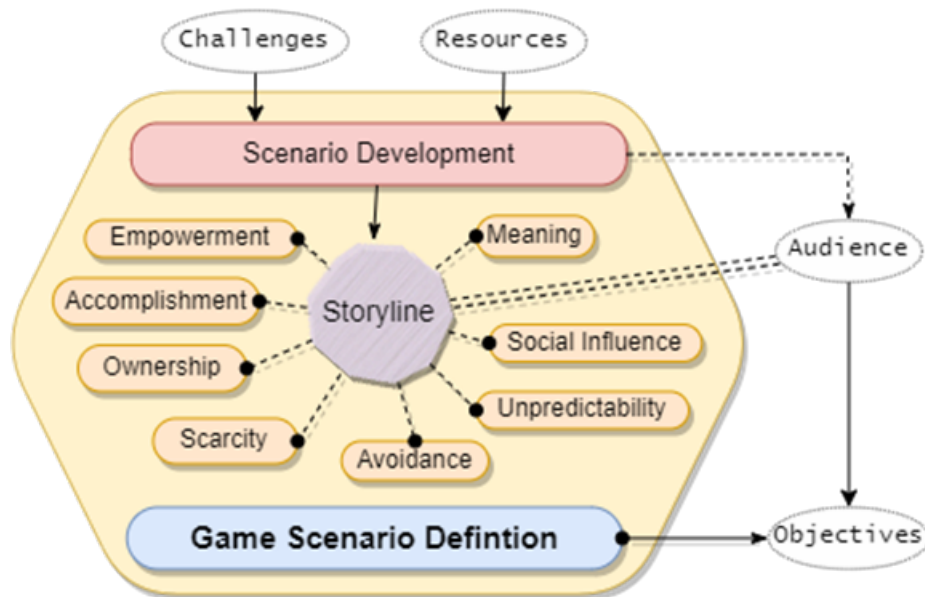 Challenges
Resources
Scenario Development
Empowerment
Meaning
Audience
Accomplishment
Storyline
Social Influence
Ownership
Unpredictability
Scarcity
Avoidance
Game Scenario Defintion
Objectives